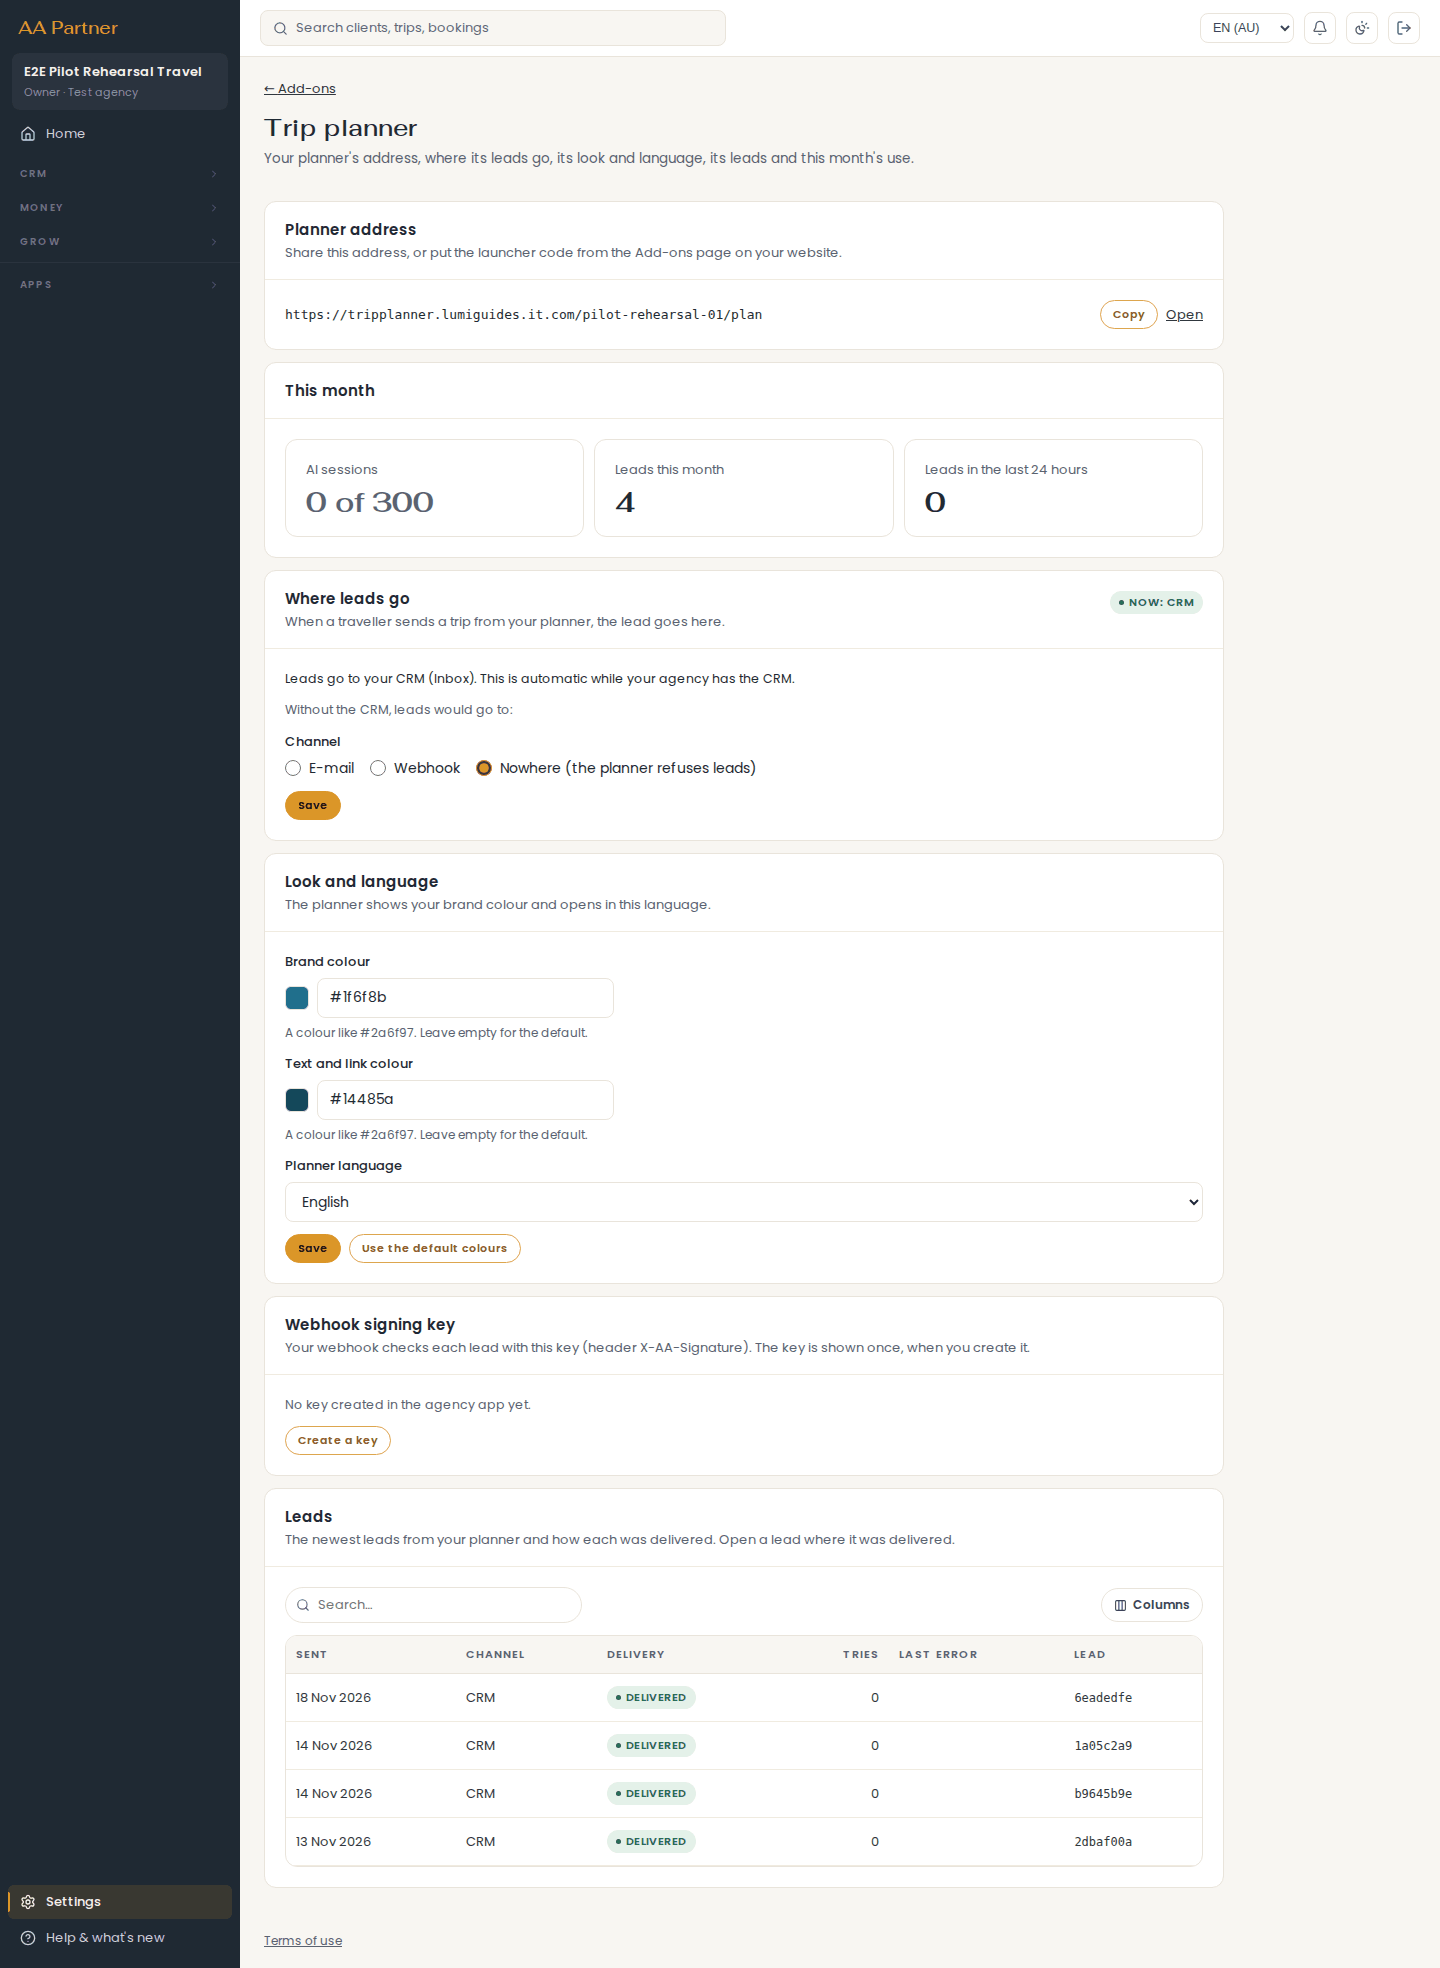 AA Partner
E2E Pilot Rehearsal Travel
Owner · Test agency
Home
CRM
MONEY
GROW
APPS
Settings
Help & what's new
Search clients, trips, bookings
EN (AU)
← Add-ons
Trip planner
Your planner's address, where its leads go, its look and language, its leads and this month's use.
Planner address
Share this address, or put the launcher code from the Add-ons page on your website.
https://tripplanner.lumiguides.it.com/pilot-rehearsal-01/plan
Copy
Open
This month
AI sessions
0 of 300
Leads this month
4
Leads in the last 24 hours
0
Where leads go
When a traveller sends a trip from your planner, the lead goes here.
NOW: CRM
Leads go to your CRM (Inbox). This is automatic while your agency has the CRM.
Without the CRM, leads would go to:
Channel
E-mail
Webhook
Nowhere (the planner refuses leads)
Save
Look and language
The planner shows your brand colour and opens in this language.
Brand colour
#1f6f8b
A colour like #2a6f97. Leave empty for the default.
Text and link colour
#14485a
A colour like #2a6f97. Leave empty for the default.
Planner language
English
Save
Use the default colours
Webhook signing key
Your webhook checks each lead with this key (header X-AA-Signature). The key is shown once, when you create it.
No key created in the agency app yet.
Create a key
Leads
The newest leads from your planner and how each was delivered. Open a lead where it was delivered.
Search...
Columns
SENT CHANNEL DELIVERY TRIES LAST ERROR LEAD
18 Nov 2026 CRM DELIVERED 0 6eadedfe
14 Nov 2026 CRM DELIVERED 0 1a05c2a9
14 Nov 2026 CRM DELIVERED 0 b9645b9e
13 Nov 2026 CRM DELIVERED 0 2dbaf00a
Terms of use